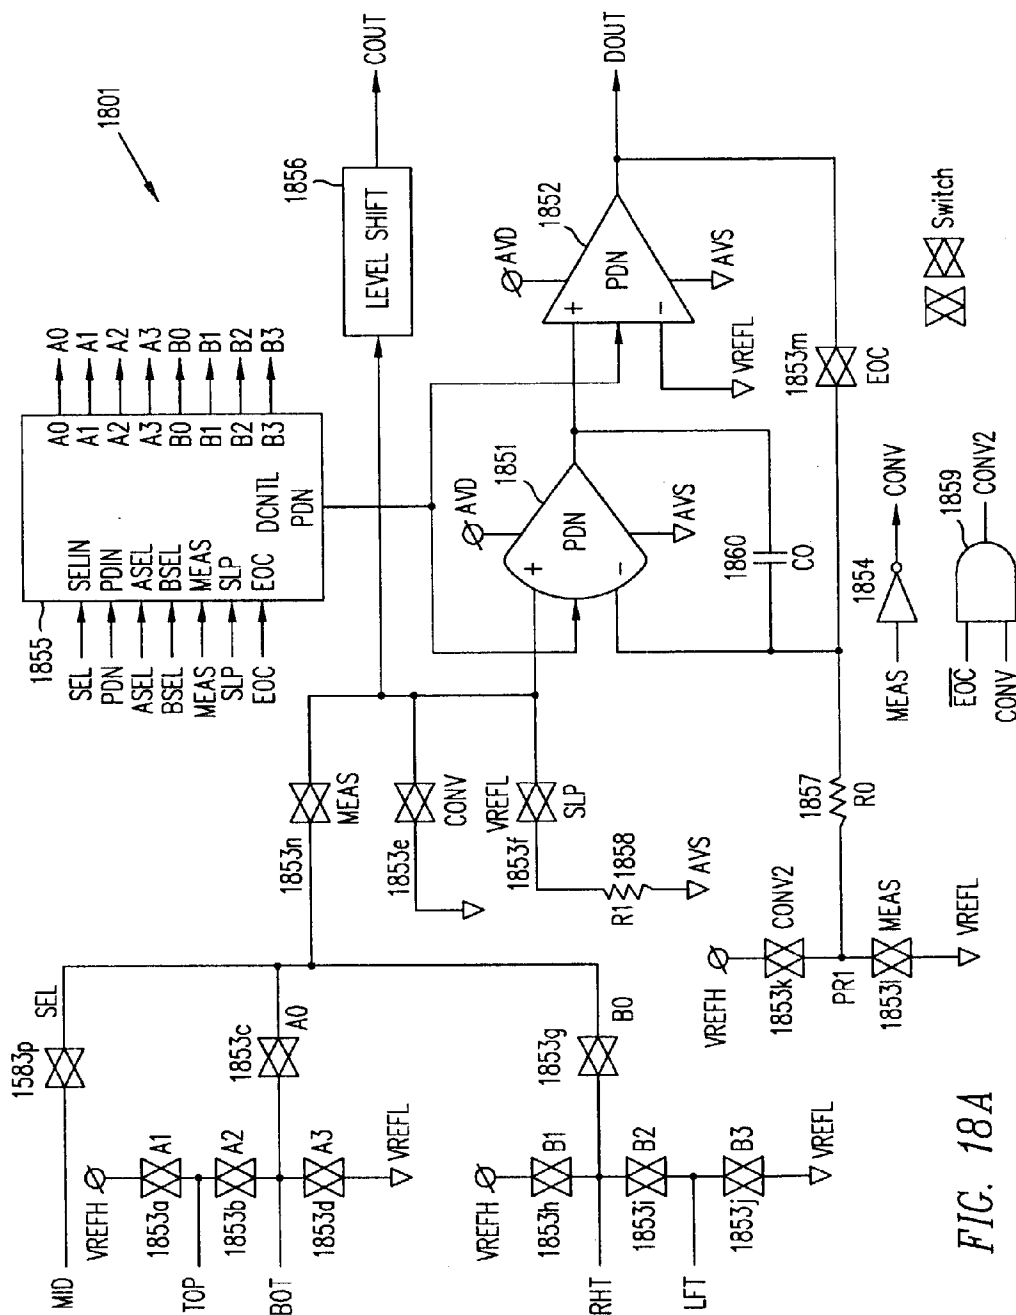 1801
1855
SEL
PDN
ASEL
BSEL
MEAS
SLP
EOC
SELIN
PDIN
ASEL
BSEL
MEAS
SLP
EOC
DCNTL
PDN
A0
A1
A2
A3
B0
B1
B2
B3
A0
A1
A2
A3
B0
B1
B2
B3
1856
LEVEL SHIFT
COUT
MID
1583p
SEL
1853n
MEAS
1853e
CONV
VREFL
1853f
SLP
R1
1858
AVS
VREFH
1853a
A1
TOP
1853b
A2
BOT
1853c
A0
1853d
A3
VREFL
VREFH
1853h
B1
RHT
1853g
B0
1853i
B2
LFT
1853j
B3
VREFL
AVD
1851
+
PDN
−
AVS
1860
CO
AVD
1852
+
PDN
−
AVS
VREFL
DOUT
1853m
EOC
VREFH
1853k
CONV2
PR1
1853l
MEAS
VREFL
1857
R0
MEAS
1854
CONV
E̅O̅C̅
CONV
1859
CONV2
Switch
FIG. 18A